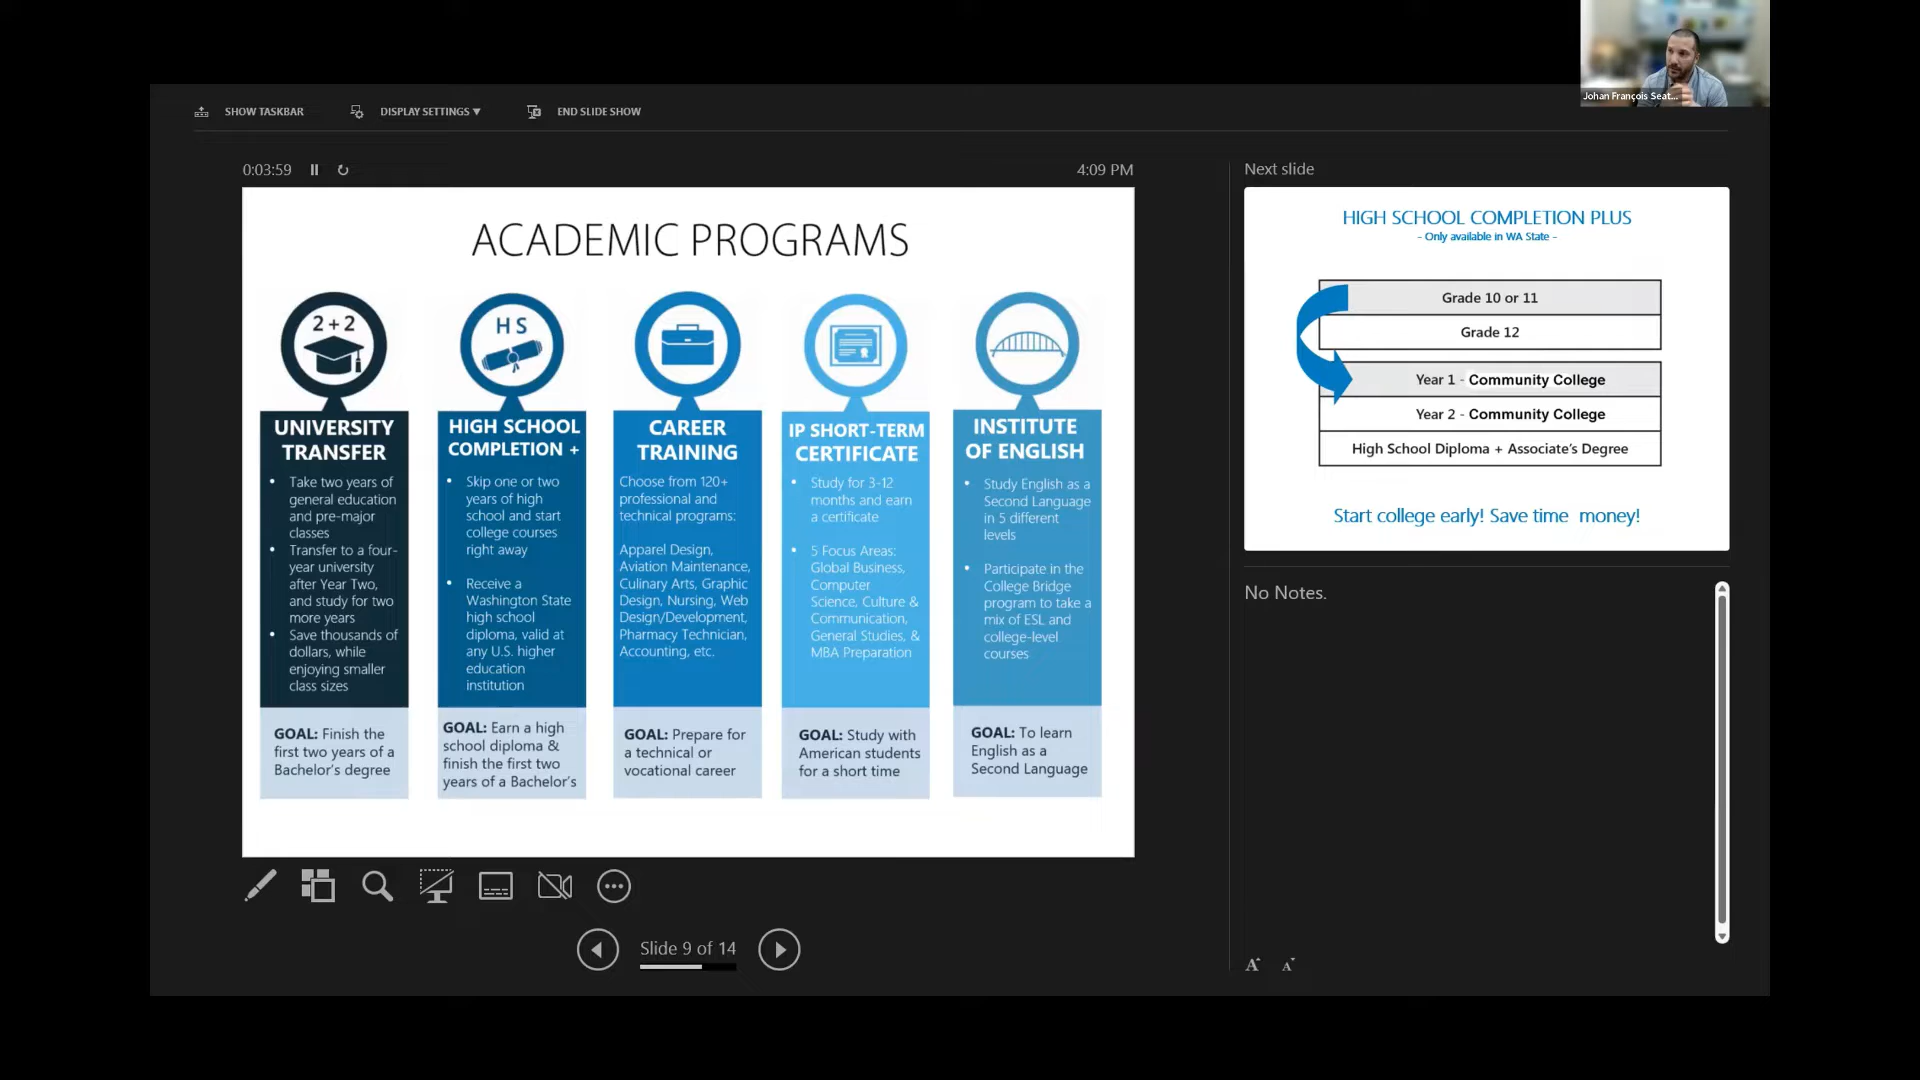 Johan François Seat...
SHOW TASKBAR
DISPLAY SETTINGS ▼
END SLIDE SHOW
0:03:59
4:09 PM
ACADEMIC PROGRAMS
2+2
UNIVERSITY
TRANSFER
• Take two years of
general education
and pre-major
classes
• Transfer to a four-
year university
after Year Two,
and study for two
more years
• Save thousands of
dollars, while
enjoying smaller
class sizes
GOAL: Finish the
first two years of a
Bachelor's degree
HS
HIGH SCHOOL
COMPLETION +
• Skip one or two
years of high
school and start
college courses
right away
• Receive a
Washington State
high school
diploma, valid at
any U.S. higher
education
institution
GOAL: Earn a high
school diploma &
finish the first two
years of a Bachelor's
CAREER
TRAINING
Choose from 120+
professional and
technical programs:
Apparel Design,
Aviation Maintenance,
Culinary Arts, Graphic
Design, Nursing, Web
Design/Development,
Pharmacy Technician,
Accounting, etc.
GOAL: Prepare for
a technical or
vocational career
IP SHORT-TERM
CERTIFICATE
• Study for 3-12
months and earn
a certificate
• 5 Focus Areas:
Global Business,
Computer
Science, Culture &
Communication,
General Studies, &
MBA Preparation
GOAL: Study with
American students
for a short time
INSTITUTE
OF ENGLISH
• Study English as a
Second Language
in 5 different
levels
• Participate in the
College Bridge
program to take a
mix of ESL and
college-level
courses
GOAL: To learn
English as a
Second Language
Slide 9 of 14
Next slide
HIGH SCHOOL COMPLETION PLUS
- Only available in WA State -
Grade 10 or 11
Grade 12
Year 1 - Community College
Year 2 - Community College
High School Diploma + Associate's Degree
Start college early! Save time money!
No Notes.
A A